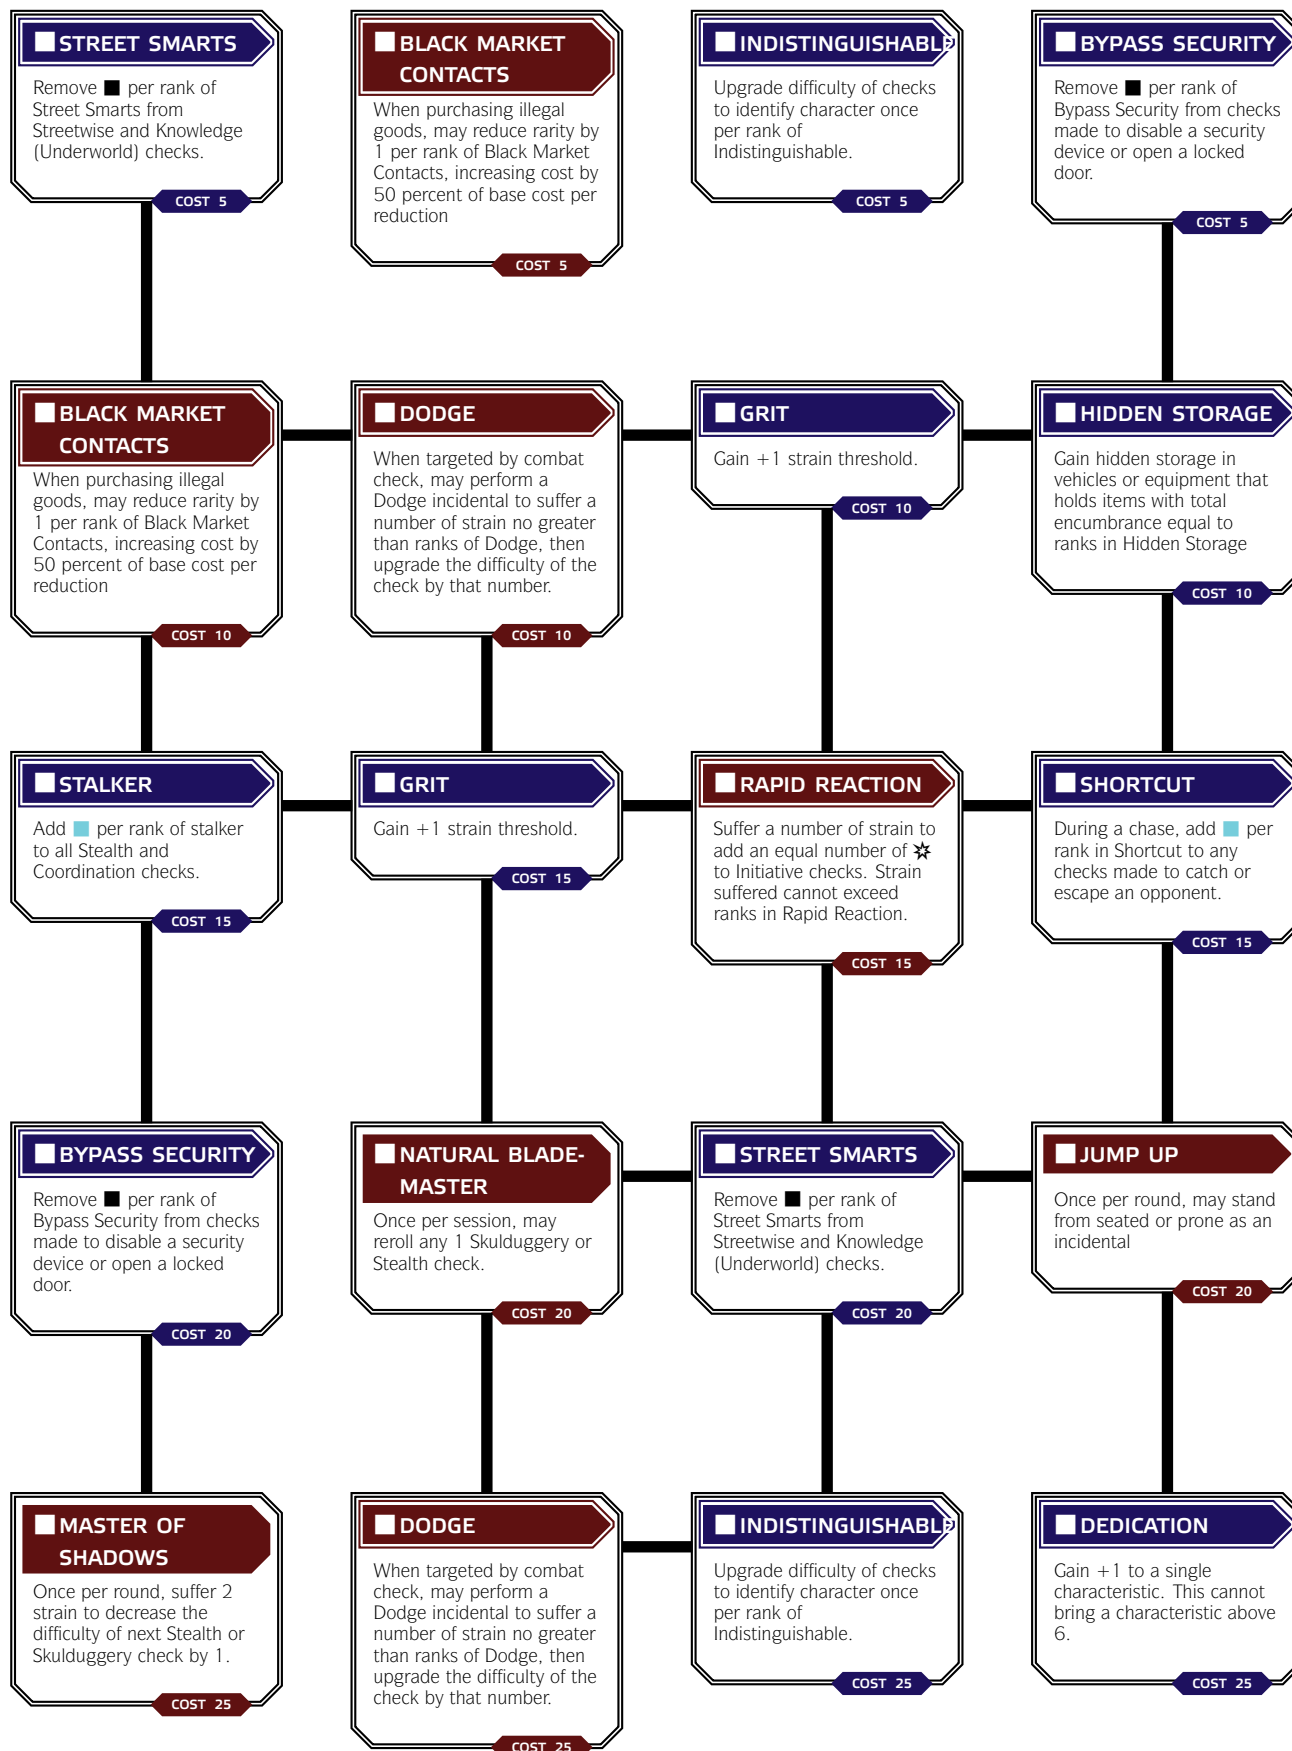 STREET SMARTS
Remove ■ per rank of
Street Smarts from
Streetwise and Knowledge
(Underworld) checks.
COST 5
BLACK MARKET
CONTACTS
When purchasing illegal
goods, may reduce rarity by
1 per rank of Black Market
Contacts, increasing cost by
50 percent of base cost per
reduction
COST 5
INDISTINGUISHABLE
Upgrade difficulty of checks
to identify character once
per rank of
Indistinguishable.
COST 5
BYPASS SECURITY
Remove ■ per rank of
Bypass Security from checks
made to disable a security
device or open a locked
door.
COST 5
BLACK MARKET
CONTACTS
When purchasing illegal
goods, may reduce rarity by
1 per rank of Black Market
Contacts, increasing cost by
50 percent of base cost per
reduction
COST 10
DODGE
When targeted by combat
check, may perform a
Dodge incidental to suffer a
number of strain no greater
than ranks of Dodge, then
upgrade the difficulty of the
check by that number.
COST 10
GRIT
Gain +1 strain threshold.
COST 10
HIDDEN STORAGE
Gain hidden storage in
vehicles or equipment that
holds items with total
encumbrance equal to
ranks in Hidden Storage
COST 10
STALKER
Add ■ per rank of stalker
to all Stealth and
Coordination checks.
COST 15
GRIT
Gain +1 strain threshold.
COST 15
RAPID REACTION
Suffer a number of strain to
add an equal number of
to Initiative checks. Strain
suffered cannot exceed
ranks in Rapid Reaction.
COST 15
SHORTCUT
During a chase, add ■ per
rank in Shortcut to any
checks made to catch or
escape an opponent.
COST 15
BYPASS SECURITY
Remove ■ per rank of
Bypass Security from checks
made to disable a security
device or open a locked
door.
COST 20
NATURAL BLADE-
MASTER
Once per session, may
reroll any 1 Skulduggery or
Stealth check.
COST 20
STREET SMARTS
Remove ■ per rank of
Street Smarts from
Streetwise and Knowledge
(Underworld) checks.
COST 20
JUMP UP
Once per round, may stand
from seated or prone as an
incidental
COST 20
MASTER OF
SHADOWS
Once per round, suffer 2
strain to decrease the
difficulty of next Stealth or
Skulduggery check by 1.
COST 25
DODGE
When targeted by combat
check, may perform a
Dodge incidental to suffer a
number of strain no greater
than ranks of Dodge, then
upgrade the difficulty of the
check by that number.
COST 25
INDISTINGUISHABLE
Upgrade difficulty of checks
to identify character once
per rank of
Indistinguishable.
COST 25
DEDICATION
Gain +1 to a single
characteristic. This cannot
bring a characteristic above
6.
COST 25